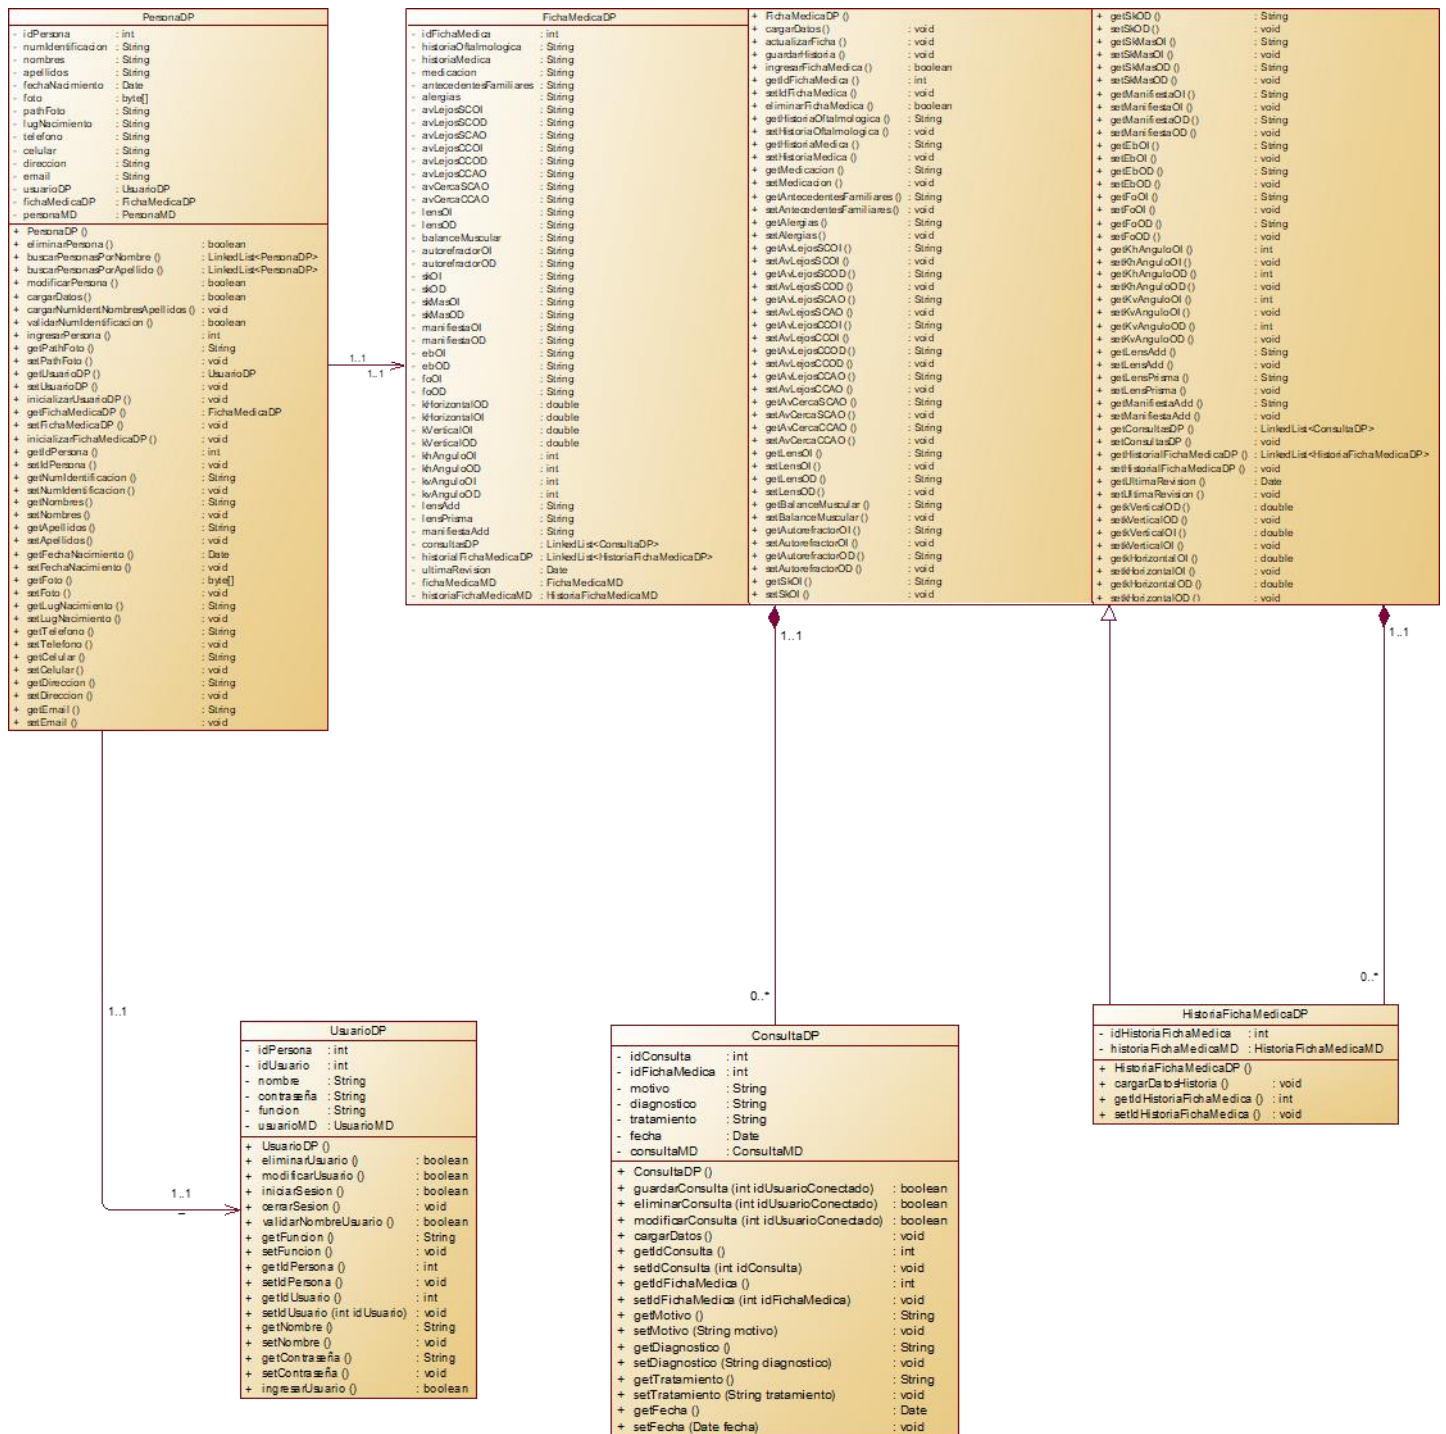 PersonaDP
- idPersona : int
- numIdentificacion : String
- nombres : String
- apellidos : String
- fechaNacimiento : Date
- foto : byte[]
- pathFoto : String
- lugNacimiento : String
- telefono : String
- celular : String
- direccion : String
- email : String
- usuarioDP : UsuarioDP
- fichaMedicaDP : FichaMedicaDP
- personaMD : PersonaMD
+ PersonaDP ()
+ eliminarPersona () : boolean
+ buscarPersonasPorNombre () : LinkedList<PersonaDP>
+ buscarPersonasPorApellido () : LinkedList<PersonaDP>
+ modificarPersona () : boolean
+ cargarDatos () : boolean
+ cargarNumIdentNombresApellidos () : void
+ validarNumIdentificacion () : boolean
+ ingresarPersona () : int
+ getPathFoto () : String
+ setPathFoto () : void
+ getUsuarioDP () : UsuarioDP
+ setUsuarioDP () : void
+ inicializarUsuarioDP () : void
+ getFichaMedicaDP () : FichaMedicaDP
+ setFichaMedicaDP () : void
+ inicializarFichaMedicaDP () : void
+ getIdPersona () : int
+ setIdPersona () : void
+ getNumIdentificacion () : String
+ setNumIdentificacion () : void
+ getNombres () : String
+ setNombres () : void
+ getApellidos () : String
+ setApellidos () : void
+ getFechaNacimiento () : Date
+ setFechaNacimiento () : void
+ getFoto () : byte[]
+ setFoto () : void
+ getLugNacimiento () : String
+ setLugNacimiento () : void
+ getTelefono () : String
+ setTelefono () : void
+ getCelular () : String
+ setCelular () : void
+ getDireccion () : String
+ setDireccion () : void
+ getEmail () : String
+ setEmail () : void
1..1
1..1
FichaMedicaDP
- idFichaMedica : int
- historiaOftalmologica : String
- historiaMedica : String
- medicacion : String
- antecedentesFamiliares : String
- alergias : String
- avLejosSCOI : String
- avLejosSCOD : String
- avLejosSCAO : String
- avLejosCCOI : String
- avLejosCCOD : String
- avLejosCCAO : String
- avCercaSCAO : String
- avCercaCCAO : String
- lensOI : String
- lensOD : String
- balanceMuscular : String
- autorefractorOI : String
- autorefractorOD : String
- skOI : String
- skOD : String
- skMasOI : String
- skMasOD : String
- manifiestaOI : String
- manifiestaOD : String
- ebOI : String
- ebOD : String
- foOI : String
- foOD : String
- kHorizontalOD : double
- kHorizontalOI : double
- kVerticalOI : double
- kVerticalOD : double
- khAnguloOI : int
- khAnguloOD : int
- kvAnguloOI : int
- kvAnguloOD : int
- lensAdd : String
- lensPrisma : String
- manifiestaAdd : String
- consultasDP : LinkedList<ConsultaDP>
- historialFichaMedicaDP : LinkedList<HistoriaFichaMedicaDP>
- ultimaRevision : Date
- fichaMedicaMD : FichaMedicaMD
- historiaFichaMedicaMD : HistoriaFichaMedicaMD
+ FichaMedicaDP ()
+ cargarDatos () : void
+ actualizarFicha () : void
+ guardarHistoria () : void
+ ingresarFichaMedica () : boolean
+ getIdFichaMedica () : int
+ setIdFichaMedica () : void
+ eliminarFichaMedica () : boolean
+ getHistoriaOftalmologica () : String
+ setHistoriaOftalmologica () : void
+ getHistoriaMedica () : String
+ setHistoriaMedica () : void
+ getMedicacion () : String
+ setMedicacion () : void
+ getAntecedentesFamiliares () : String
+ setAntecedentesFamiliares () : void
+ getAlergias () : String
+ setAlergias () : void
+ getAvLejosSCOI () : String
+ setAvLejosSCOI () : void
+ getAvLejosSCOD () : String
+ setAvLejosSCOD () : void
+ getAvLejosSCAO () : String
+ setAvLejosSCAO () : void
+ getAvLejosCCOI () : String
+ setAvLejosCCOI () : void
+ getAvLejosCCOD () : String
+ setAvLejosCCOD () : void
+ getAvLejosCCAO () : String
+ setAvLejosCCAO () : void
+ getAvCercaSCAO () : String
+ setAvCercaSCAO () : void
+ getAvCercaCCAO () : String
+ setAvCercaCCAO () : void
+ getLensOI () : String
+ setLensOI () : void
+ getLensOD () : String
+ setLensOD () : void
+ getBalanceMuscular () : String
+ setBalanceMuscular () : void
+ getAutorefractorOI () : String
+ setAutorefractorOI () : void
+ getAutorefractorOD () : String
+ setAutorefractorOD () : void
+ getSkOI () : String
+ setSkOI () : void
+ getSkOD () : String
+ setSkOD () : void
+ getSkMasOI () : String
+ setSkMasOI () : void
+ getSkMasOD () : String
+ setSkMasOD () : void
+ getManifiestaOI () : String
+ setManifiestaOI () : void
+ getManifiestaOD () : String
+ setManifiestaOD () : void
+ getEbOI () : String
+ setEbOI () : void
+ getEbOD () : String
+ setEbOD () : void
+ getFoOI () : String
+ setFoOI () : void
+ getFoOD () : String
+ setFoOD () : void
+ getKhAnguloOI () : int
+ setKhAnguloOI () : void
+ getKhAnguloOD () : int
+ setKhAnguloOD () : void
+ getKvAnguloOI () : int
+ setKvAnguloOI () : void
+ getKvAnguloOD () : int
+ setKvAnguloOD () : void
+ getLensAdd () : String
+ setLensAdd () : void
+ getLensPrisma () : String
+ setLensPrisma () : void
+ getManifiestaAdd () : String
+ setManifiestaAdd () : void
+ getConsultasDP () : LinkedList<ConsultaDP>
+ setConsultasDP () : void
+ getHistorialFichaMedicaDP () : LinkedList<HistoriaFichaMedicaDP>
+ setHistorialFichaMedicaDP () : void
+ getUltimaRevision () : Date
+ setUltimaRevision () : void
+ getkVerticalOD () : double
+ setkVerticalOD () : void
+ getkVerticalOI () : double
+ setkVerticalOI () : void
+ getkHorizontalOI () : double
+ setkHorizontalOI () : void
+ getkHorizontalOD () : double
+ setkHorizontalOD () : void
1..1
1..1
0..*
0..*
1..1
1..1
UsuarioDP
- idPersona : int
- idUsuario : int
- nombre : String
- contraseña : String
- funcion : String
- usuarioMD : UsuarioMD
+ UsuarioDP ()
+ eliminarUsuario () : boolean
+ modificarUsuario () : boolean
+ iniciarSesion () : boolean
+ cerrarSesion () : void
+ validarNombreUsuario () : boolean
+ getFuncion () : String
+ setFuncion () : void
+ getIdPersona () : int
+ setIdPersona () : void
+ getIdUsuario () : int
+ setIdUsuario (int idUsuario) : void
+ getNombre () : String
+ setNombre () : void
+ getContraseña () : String
+ setContraseña () : void
+ ingresarUsuario () : boolean
ConsultaDP
- idConsulta : int
- idFichaMedica : int
- motivo : String
- diagnostico : String
- tratamiento : String
- fecha : Date
- consultaMD : ConsultaMD
+ ConsultaDP ()
+ guardarConsulta (int idUsuarioConectado) : boolean
+ eliminarConsulta (int idUsuarioConectado) : boolean
+ modificarConsulta (int idUsuarioConectado) : boolean
+ cargarDatos () : void
+ getIdConsulta () : int
+ setIdConsulta (int idConsulta) : void
+ getIdFichaMedica () : int
+ setIdFichaMedica (int idFichaMedica) : void
+ getMotivo () : String
+ setMotivo (String motivo) : void
+ getDiagnostico () : String
+ setDiagnostico (String diagnostico) : void
+ getTratamiento () : String
+ setTratamiento (String tratamiento) : void
+ getFecha () : Date
+ setFecha (Date fecha) : void
HistoriaFichaMedicaDP
- idHistoriaFichaMedica : int
- historiaFichaMedicaMD : HistoriaFichaMedicaMD
+ HistoriaFichaMedicaDP ()
+ cargarDatosHistoria () : void
+ getIdHistoriaFichaMedica () : int
+ setIdHistoriaFichaMedica () : void